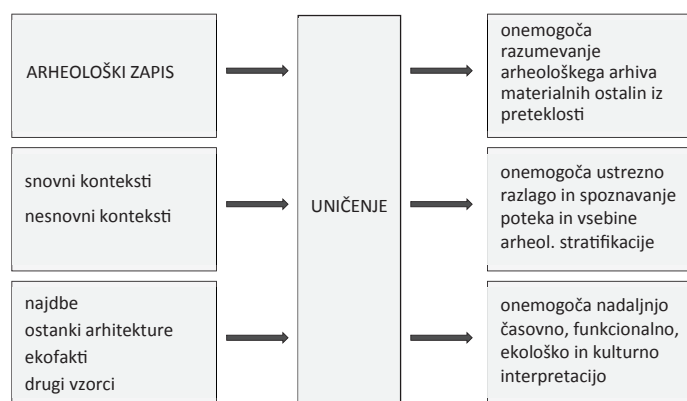 ARHEOLOŠKI ZAPIS
snovni konteksti
nesnovni konteksti
najdbe
ostanki arhitekture
ekofakti
drugi vzorci
UNIČENJE
onemogoča
razumevanje
arheološkega arhiva
materialnih ostalin iz
preteklosti
onemogoča ustrezno
razlago in spoznavanje
poteka in vsebine
arheol. stratifikacije
onemogoča nadaljnjo
časovno, funkcionalno,
ekološko in kulturno
interpretacijo